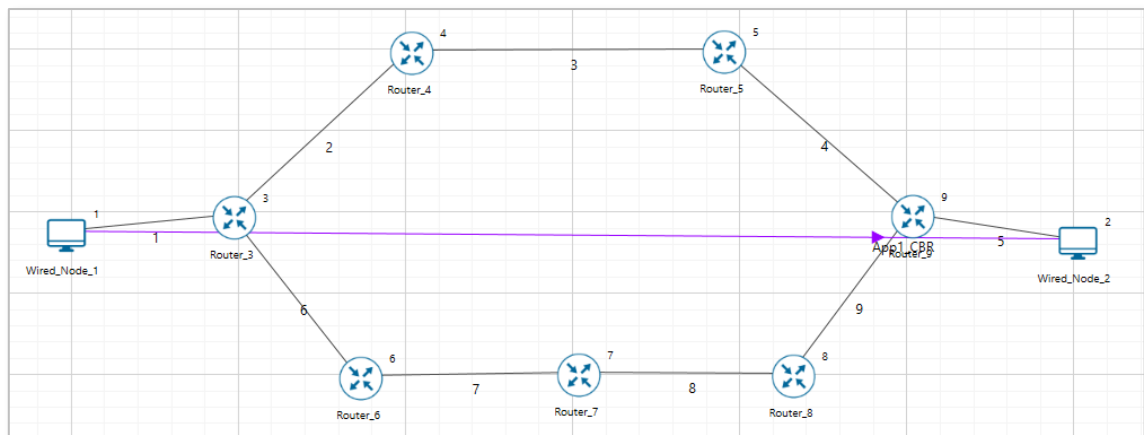 4
5
Router_4
3
Router_5
2
4
1
3
9
2
1
5
App1_CBR
Router_3
Router_9
Wired_Node_1
Wired_Node_2
6
9
6
7
8
7
8
Router_6
Router_7
Router_8